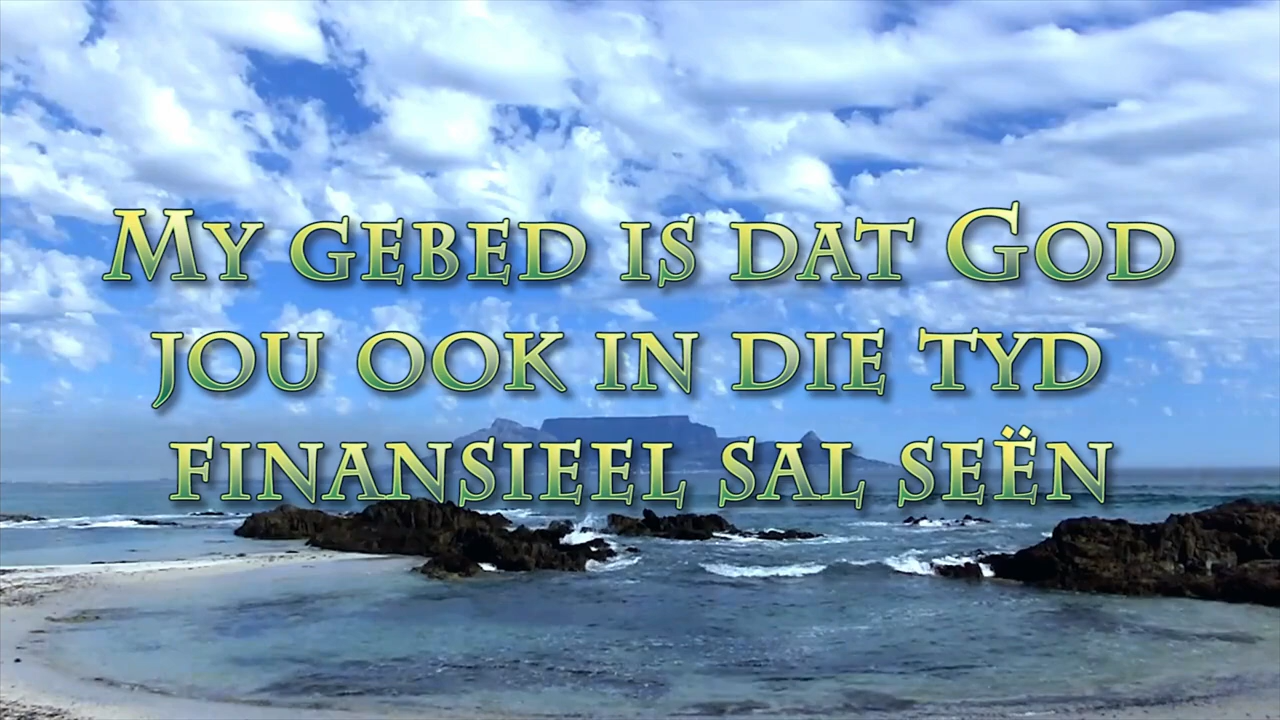 My gebed is dat God
jou ook in die tyd
finansieel sal seën